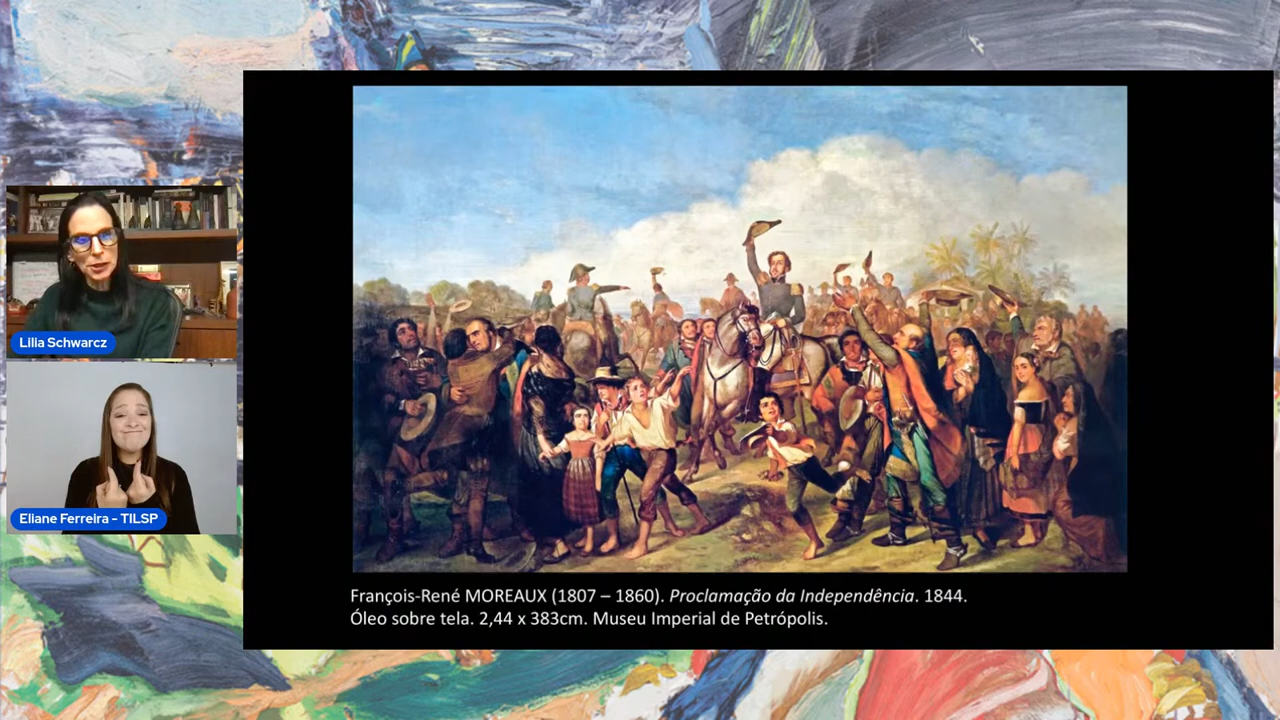 Lilia Schwarcz
Eliane Ferreira - TILSP
François-René MOREAUX (1807 – 1860). Proclamação da Independência. 1844.
Óleo sobre tela. 2,44 x 383cm. Museu Imperial de Petrópolis.